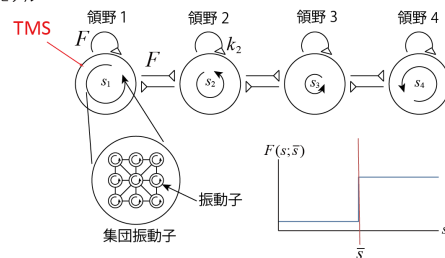 領野 1 領野 2 領野 3 領野 4
TMS
F F k₂
s₁ s₂ s₃ s₄
F(s;s̅)
振動子
集団振動子
s
s̅